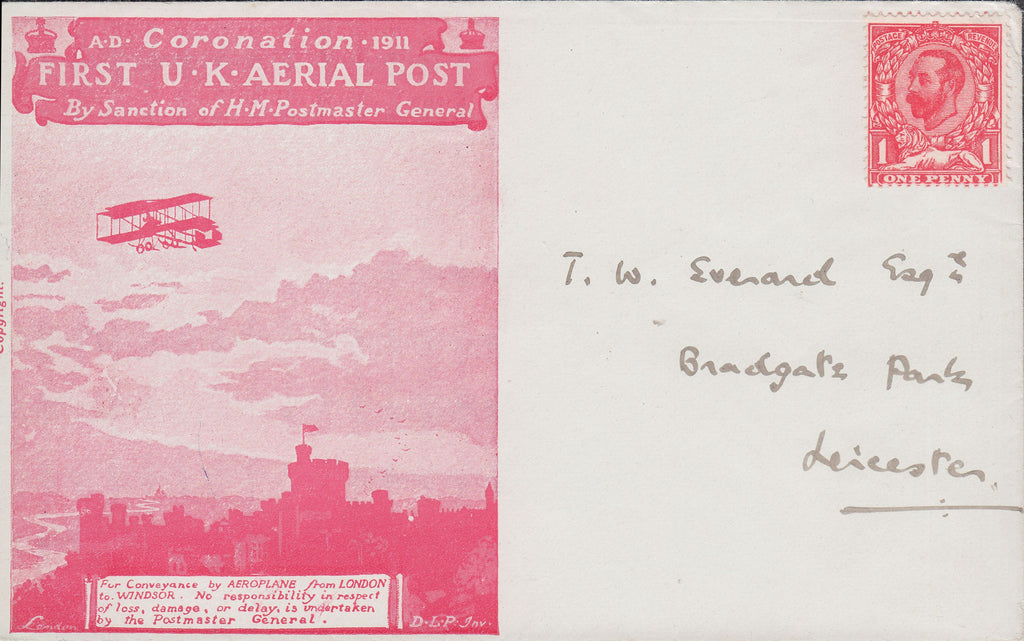 A·D· Coronation · 1911
FIRST U·K·AERIAL POST
By Sanction of H·M·Postmaster General
Copyright.
For Conveyance by AEROPLANE from LONDON
to WINDSOR. No responsibility in respect
of loss, damage, or delay, is undertaken
by the Postmaster General.
London
D·L·P· Inv.
POSTAGE REVENUE
1 1
ONE PENNY
T. W. Everard Esqre
Bradgate Park
Leicester